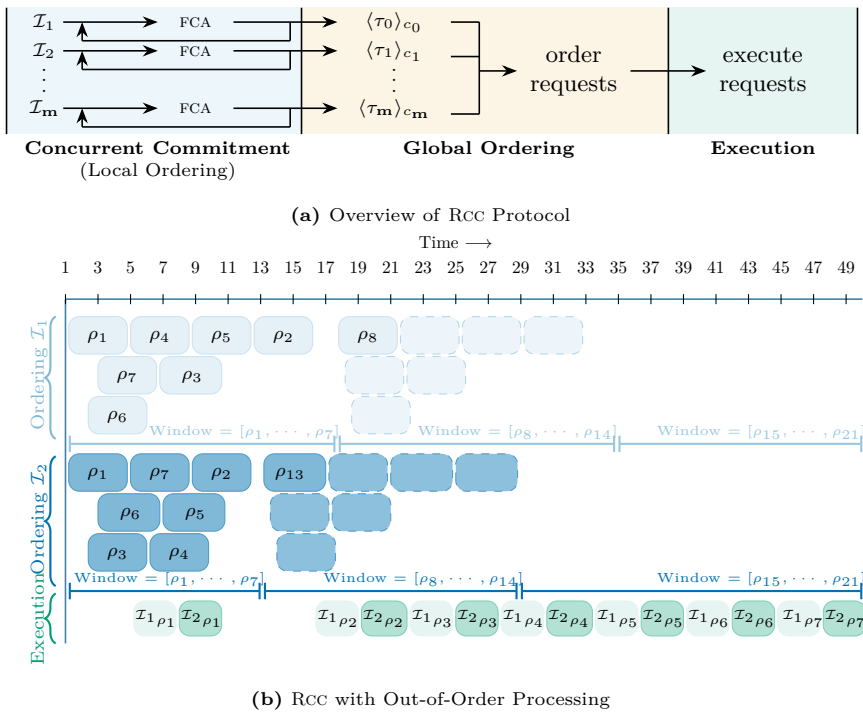 I₁ FCA ⟨τ₀⟩c₀
I₂ FCA ⟨τ₁⟩c₁
⋮ ⋮
Iₘ FCA ⟨τₘ⟩cₘ
order requests
execute requests
Concurrent Commitment
(Local Ordering)
Global Ordering
Execution
(a) Overview of RCC Protocol
Time →
1 3 5 7 9 11 13 15 17 19 21 23 25 27 29 31 33 35 37 39 41 43 45 47 49
Ordering I₁
ρ₁ ρ₄ ρ₅ ρ₂ ρ₈
ρ₇ ρ₃
ρ₆
Window = [ρ₁, ⋯ , ρ₇] Window = [ρ₈, ⋯ , ρ₁₄] Window = [ρ₁₅, ⋯ , ρ₂₁]
Ordering I₂
ρ₁ ρ₇ ρ₂ ρ₁₃
ρ₆ ρ₅
ρ₃ ρ₄
Window = [ρ₁, ⋯ , ρ₇] Window = [ρ₈, ⋯ , ρ₁₄] Window = [ρ₁₅, ⋯ , ρ₂₁]
Execution
I₁ρ₁ I₂ρ₁ I₁ρ₂ I₂ρ₂ I₁ρ₃ I₂ρ₃ I₁ρ₄ I₂ρ₄ I₁ρ₅ I₂ρ₅ I₁ρ₆ I₂ρ₆ I₁ρ₇ I₂ρ₇
(b) RCC with Out-of-Order Processing